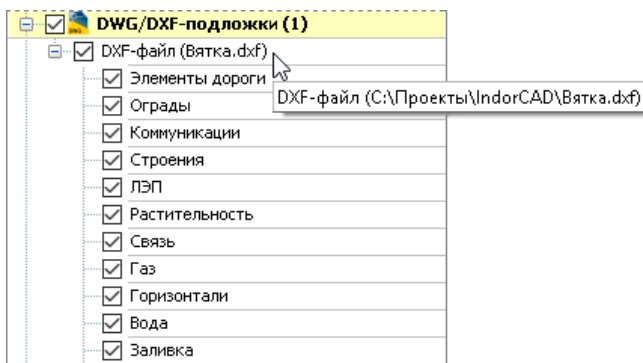 DWG/DXF-подложки (1)
DXF-файл (Вятка.dxf)
Элементы дороги
DXF-файл (C:\Проекты\IndorCAD\Вятка.dxf)
Ограды
Коммуникации
Строения
ЛЭП
Растительность
Связь
Газ
Горизонтали
Вода
Заливка